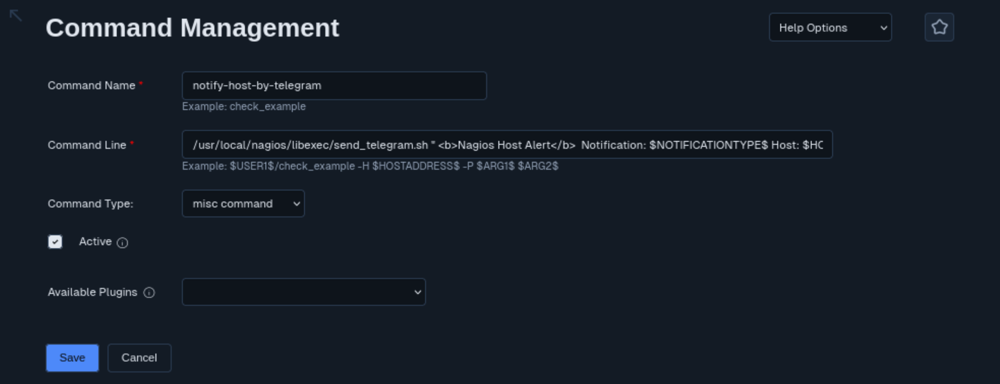 Command Management
Help Options
Command Name *
notify-host-by-telegram
Example: check_example
Command Line *
/usr/local/nagios/libexec/send_telegram.sh " <b>Nagios Host Alert</b>  Notification: $NOTIFICATIONTYPE$ Host: $HO
Example: $USER1$/check_example -H $HOSTADDRESS$ -P $ARG1$ $ARG2$
Command Type:
misc command
Active
Available Plugins
Save
Cancel